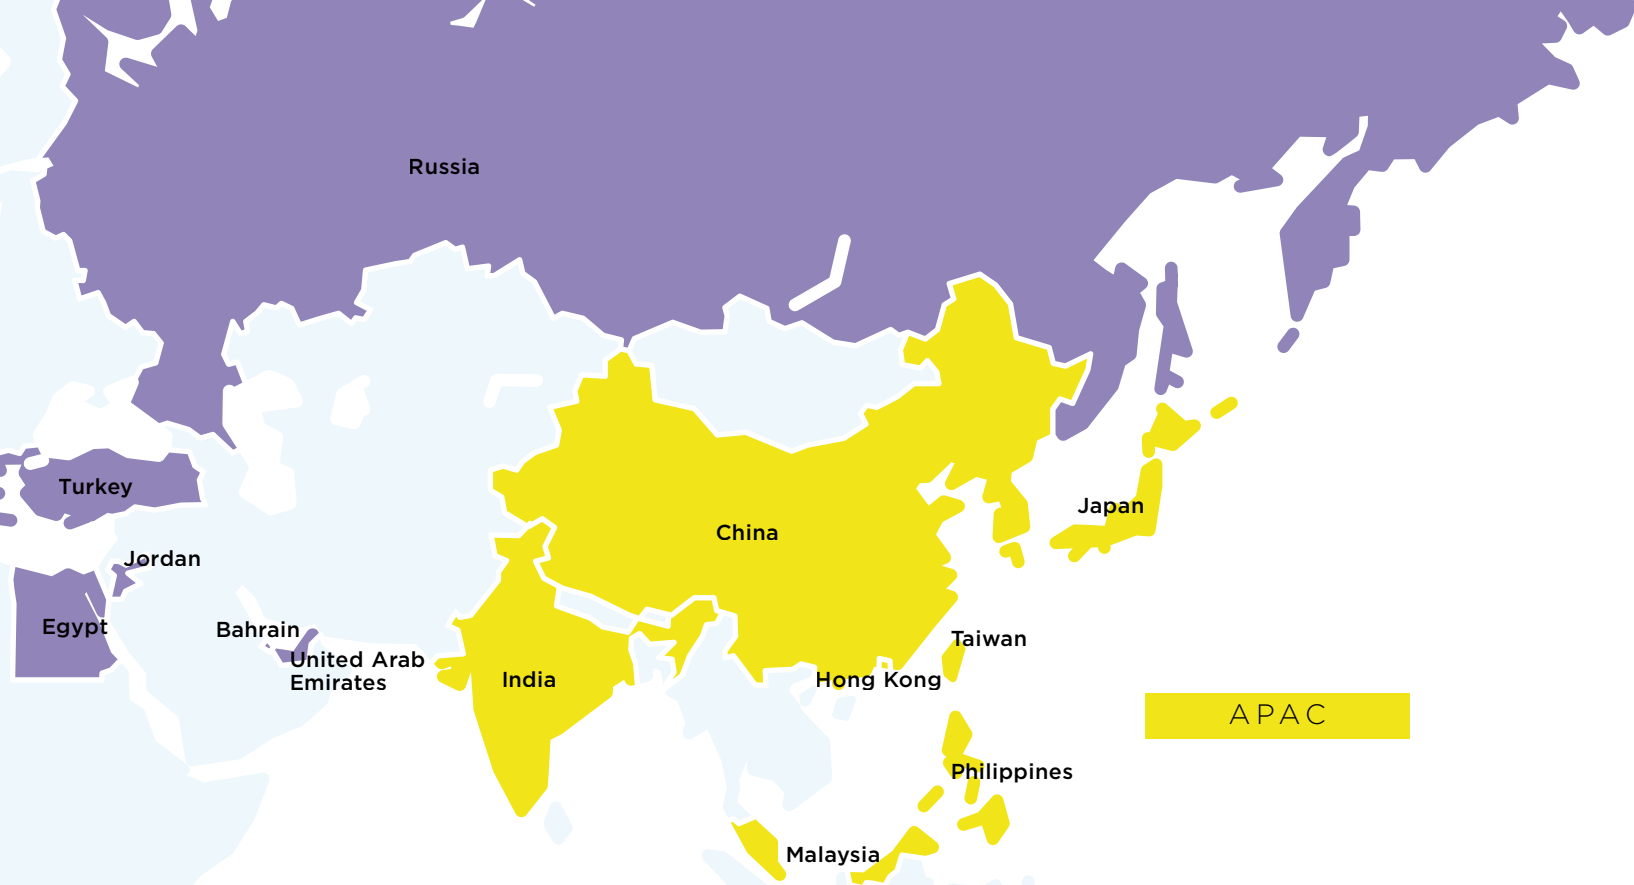 Russia
Turkey
Japan
China
Jordan
Egypt
Bahrain
Taiwan
United Arab
Emirates
India
Hong Kong
APAC
Philippines
Malaysia